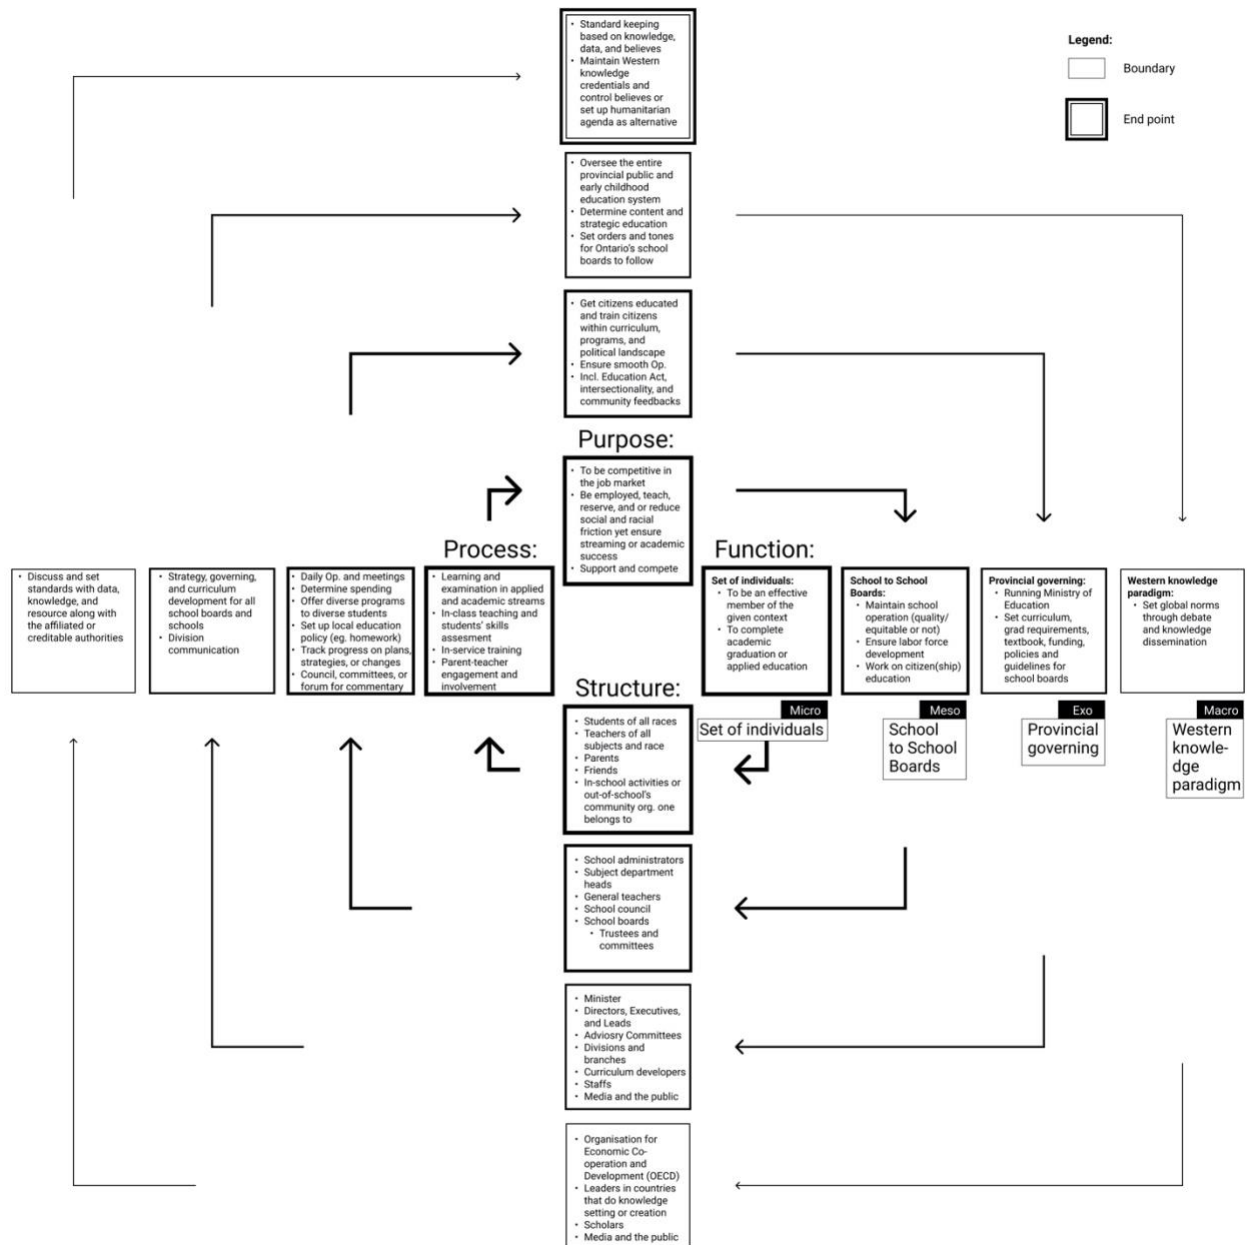 • Standard keeping
based on knowledge,
data, and believes
• Maintain Western
knowledge
credentials and
control believes or
set up humanitarian
agenda as alternative
Legend:
Boundary
End point
• Oversee the entire
provincial public and
early childhood
education system
• Determine content and
strategic education
• Set orders and tones
for Ontario's school
boards to follow
• Get citizens educated
and train citizens
within curriculum,
programs, and
political landscape
• Ensure smooth Op.
• Incl. Education Act,
intersectionality, and
community feedbacks
Purpose:
• To be competitive in
the job market
• Be employed, teach,
reserve, and or reduce
social and racial
friction yet ensure
streaming or academic
success
• Support and compete
Process:
Function:
• Discuss and set
standards with data,
knowledge, and
resource along with
the affiliated or
creditable authorities
• Strategy, governing,
and curriculum
development for all
school boards and
schools
• Division
communication
• Daily Op. and meetings
• Determine spending
• Offer diverse programs
to diverse students
• Set up local education
policy (eg. homework)
• Track progress on plans,
strategies, or changes
• Council, committees, or
forum for commentary
• Learning and
examination in applied
and academic streams
• In-class teaching and
students' skills
assesment
• In-service training
• Parent-teacher
engagement and
involvement
Set of individuals:
• To be an effective
member of the
given context
• To complete
academic
graduation or
applied education
School to School
Boards:
• Maintain school
operation (quality/
equitable or not)
• Ensure labor force
development
• Work on citizen(ship)
education
Provincial governing:
• Running Ministry of
Education
• Set curriculum,
grad requirements,
textbook, funding,
policies and
guidelines for
school boards
Western knowledge
paradigm:
• Set global norms
through debate
and knowledge
dissemination
Structure:
Micro
Set of individuals
Meso
School
to School
Boards
Exo
Provincial
governing
Macro
Western
knowle-
dge
paradigm
• Students of all races
• Teachers of all
subjects and race
• Parents
• Friends
• In-school activities or
out-of-school's
community org. one
belongs to
• School administrators
• Subject department
heads
• General teachers
• School council
• School boards
• Trustees and
committees
• Minister
• Directors, Executives,
and Leads
• Adviosry Committees
• Divisions and
branches
• Curriculum developers
• Staffs
• Media and the public
• Organisation for
Economic Co-
operation and
Development (OECD)
• Leaders in countries
that do knowledge
setting or creation
• Scholars
• Media and the public